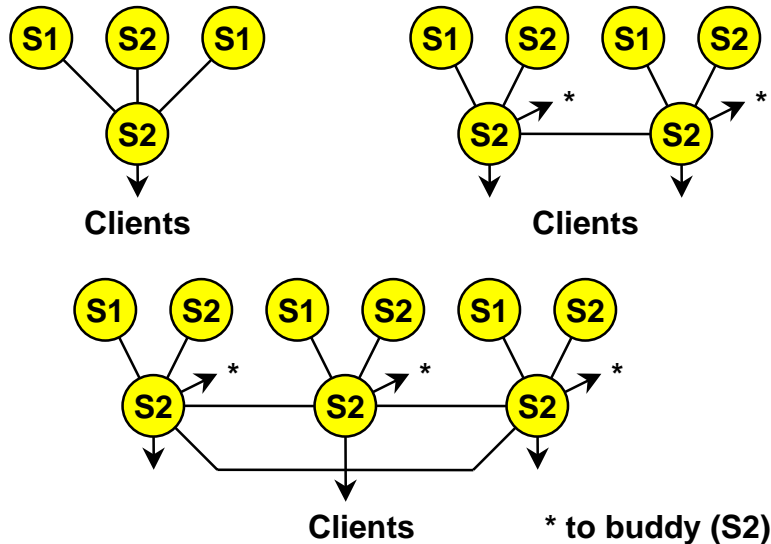 S1 S2 S1
S2
Clients
S1 S2 S1 S2
* *
S2 S2
Clients
S1 S2 S1 S2 S1 S2
* * *
S2 S2 S2
Clients
* to buddy (S2)